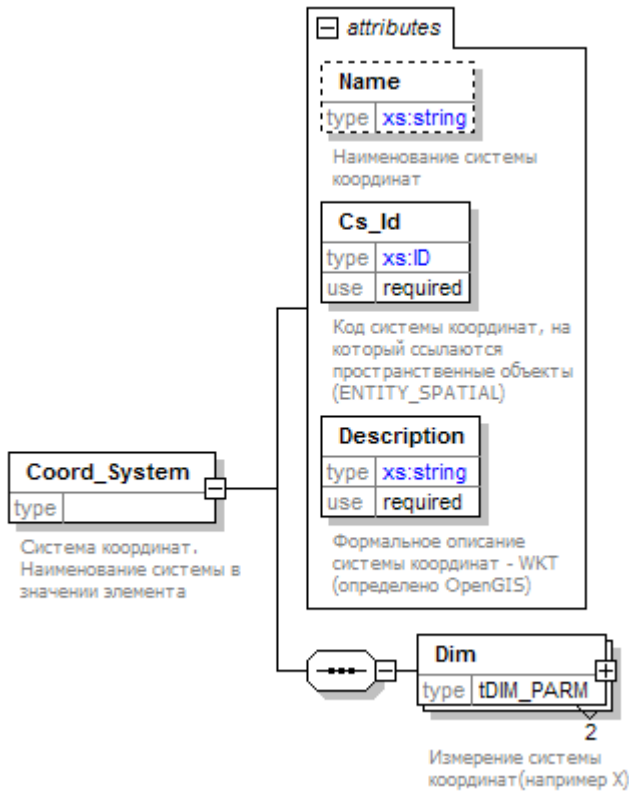 attributes
Name
type xs:string
Наименование системы
координат
Cs_Id
type xs:ID
use required
Код системы координат, на
который ссылаются
пространственные объекты
(ENTITY_SPATIAL)
Description
type xs:string
use required
Формальное описание
системы координат - WKT
(определено OpenGIS)
Coord_System
type
Система координат.
Наименование системы в
значении элемента
Dim
type tDIM_PARM
2
Измерение системы
координат(например X)